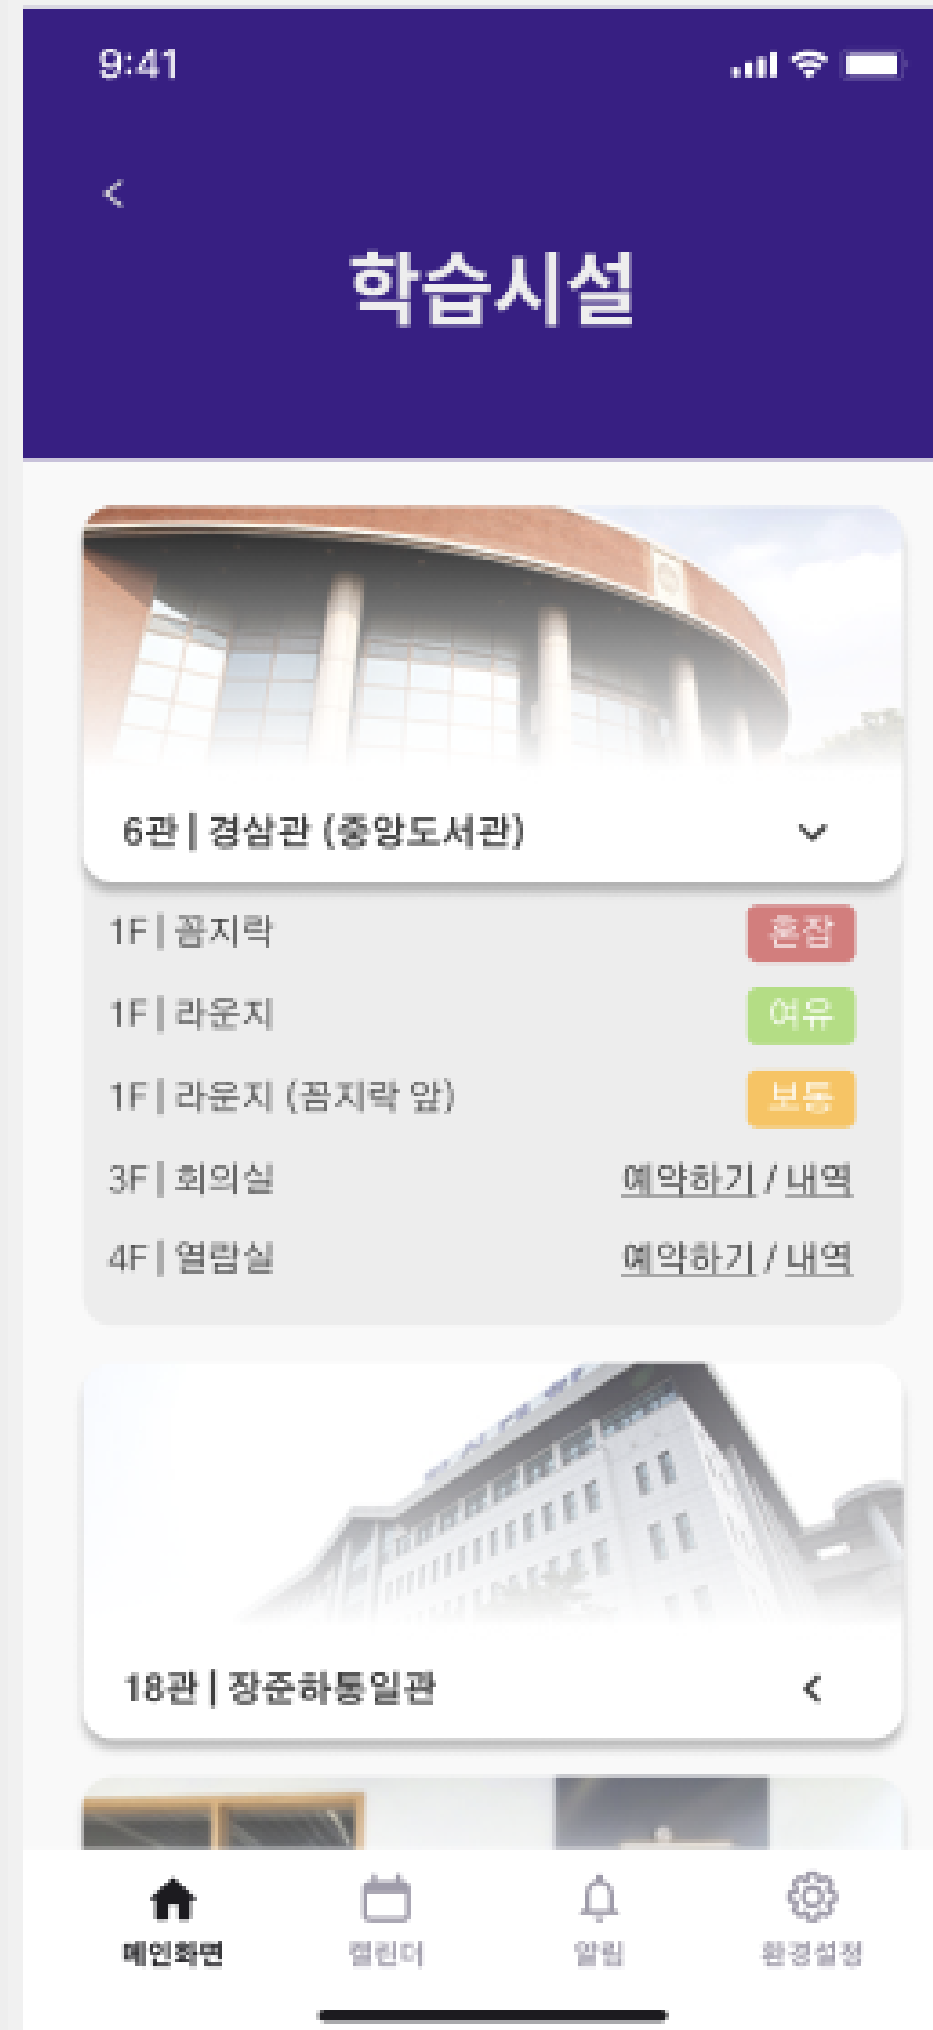 9:41
<
학습시설
6관 | 경삼관 (중앙도서관)
1F | 꼼지락 혼잡
1F | 라운지 여유
1F | 라운지 (꼼지락 앞) 보통
3F | 회의실 예약하기 / 내역
4F | 열람실 예약하기 / 내역
18관 | 장준하통일관
메인화면 캘린더 알림 환경설정